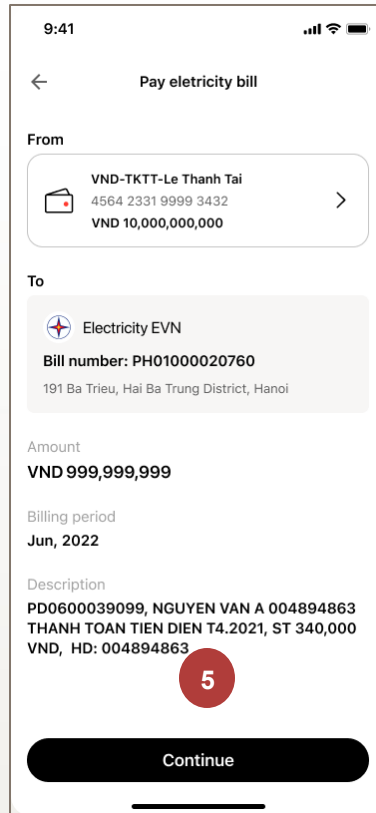 9:41
Pay eletricity bill
From
VND-TKTT-Le Thanh Tai
4564 2331 9999 3432
VND 10,000,000,000
To
Electricity EVN
Bill number: PH01000020760
191 Ba Trieu, Hai Ba Trung District, Hanoi
Amount
VND 999,999,999
Billing period
Jun, 2022
Description
PD0600039099, NGUYEN VAN A 004894863
THANH TOAN TIEN DIEN T4.2021, ST 340,000
VND, HD: 004894863
5
Continue